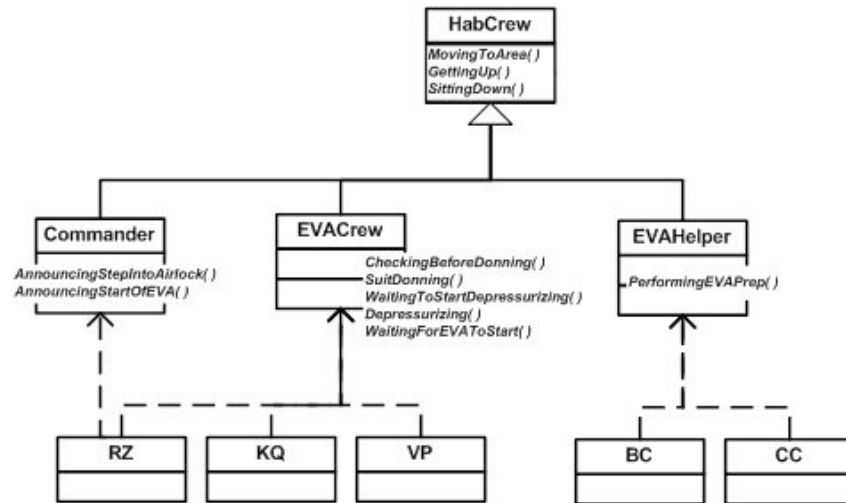 HabCrew
MovingToArea( )
GettingUp( )
SittingDown( )
Commander
AnnouncingStepIntoAirlock( )
AnnouncingStartOfEVA( )
EVACrew
CheckingBeforeDonning( )
SuitDonning( )
WaitingToStartDepressurizing( )
Depressurizing( )
WaitingForEVAToStart( )
EVAHelper
PerformingEVAPrep( )
RZ
KQ
VP
BC
CC